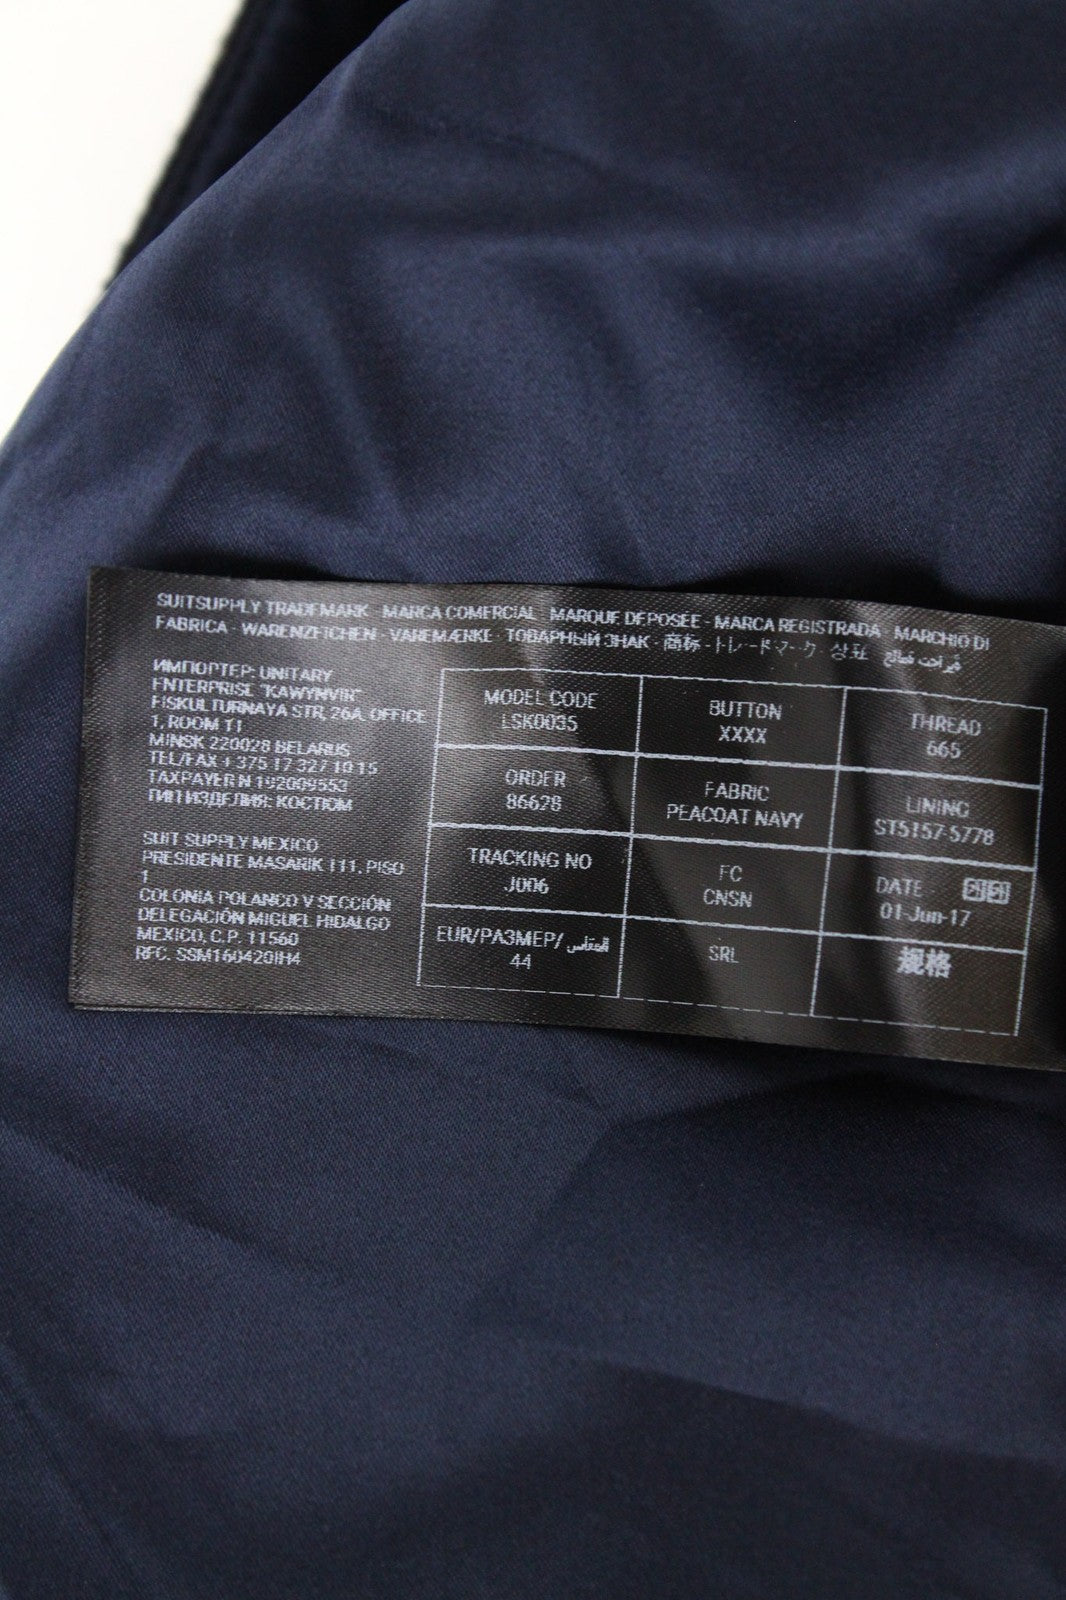 SUITSUPPLY TRADEMARK - MARCA COMERCIAL - MARQUE DEPOSÉE - MARCA REGISTRADA - MARCHIO DI
FABRICA - WARENZEICHEN - VAREMÆRKE - ТОВАРНЫЙ ЗНАК - 商标 - トレードマーク - 상표
ИМПОРТЕР: UNITARY
ENTERPRISE "KAWYNVIR"
FISKULTURNAYA STR, 26A, OFFICE
1, ROOM 11
MINSK 220028 BELARUS
TEL/FAX +375 17 327 10 15
TAXPAYER N 192009553
ТИП ИЗДЕЛИЯ: КОСТЮМ
SUIT SUPPLY MEXICO
PRESIDENTE MASARIK 111, PISO
1
COLONIA POLANCO V SECCIÓN
DELEGACIÓN MIGUEL HIDALGO
MEXICO, C.P. 11560
RFC. SSM160420IH4
MODEL CODE
LSK0035
BUTTON
XXXX
THREAD
665
ORDER
86628
FABRIC
PEACOAT NAVY
LINING
ST5157-5778
TRACKING NO
J006
FC
CNSN
DATE
01-Jun-17
EUR/РАЗМЕР/المقاس
44
SRL
规格